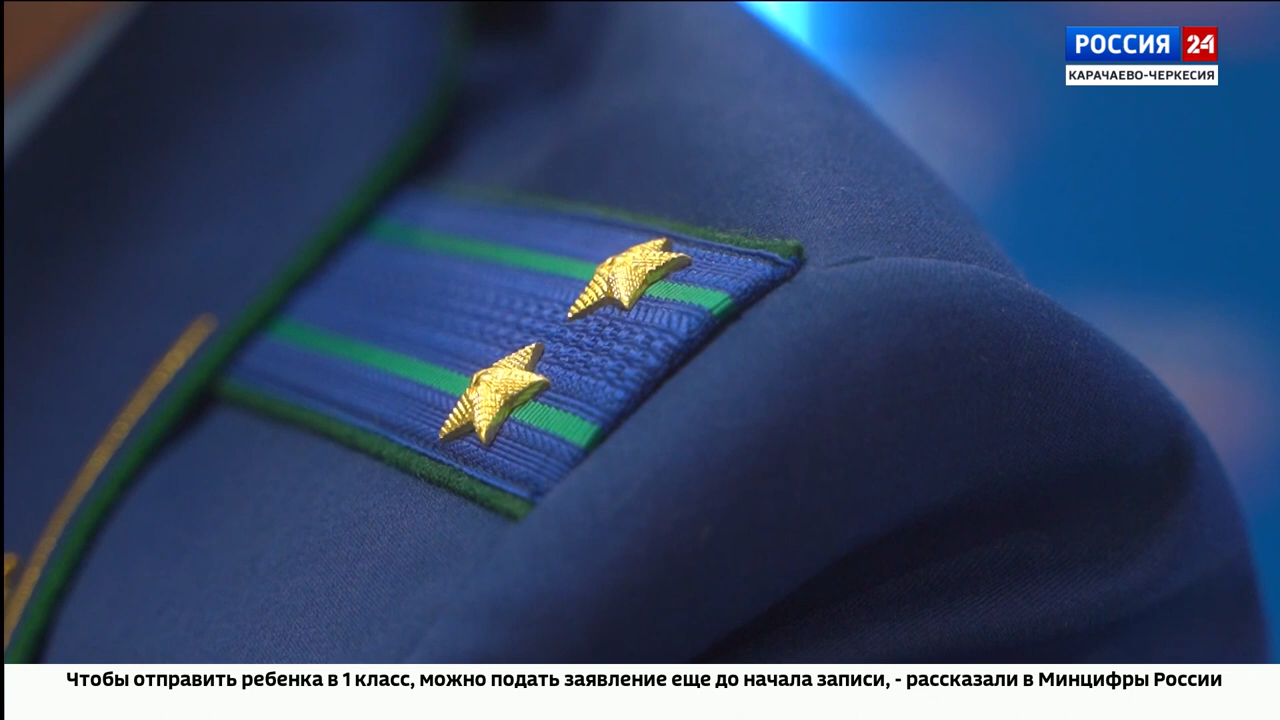 РОССИЯ 24
КАРАЧАЕВО-ЧЕРКЕСИЯ
Чтобы отправить ребенка в 1 класс, можно подать заявление еще до начала записи, - рассказали в Минцифры России